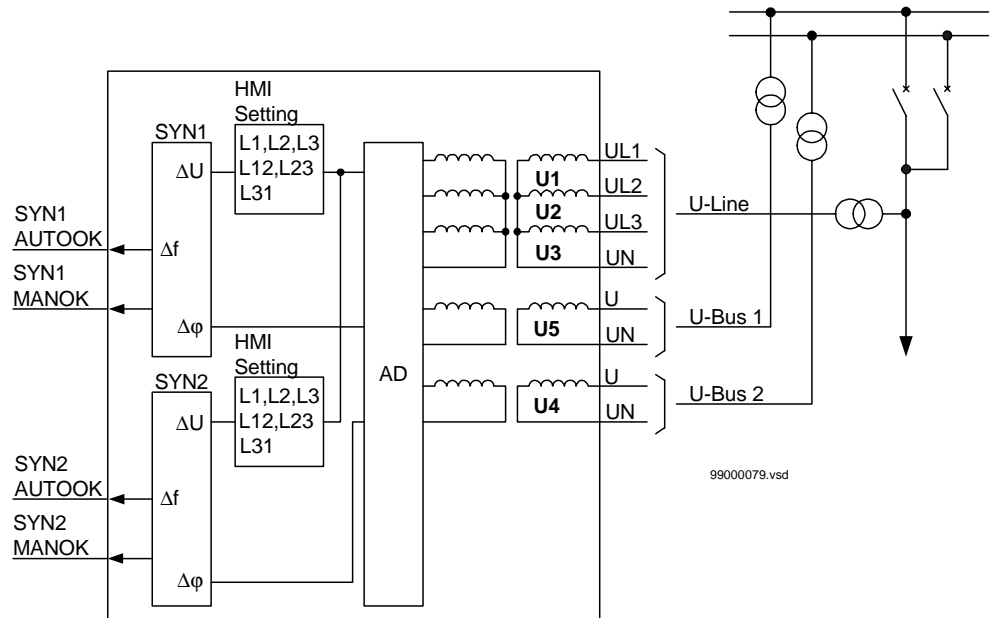 HMI
Setting
SYN1
L1,L2,L3
L12,L23
L31
ΔU
Δf
Δφ
SYN1
AUTOOK
SYN1
MANOK
HMI
Setting
SYN2
L1,L2,L3
L12,L23
L31
ΔU
Δf
Δφ
SYN2
AUTOOK
SYN2
MANOK
AD
U1
U2
U3
UL1
UL2
UL3
UN
U-Line
U5
U
UN
U-Bus 1
U4
U
UN
U-Bus 2
99000079.vsd